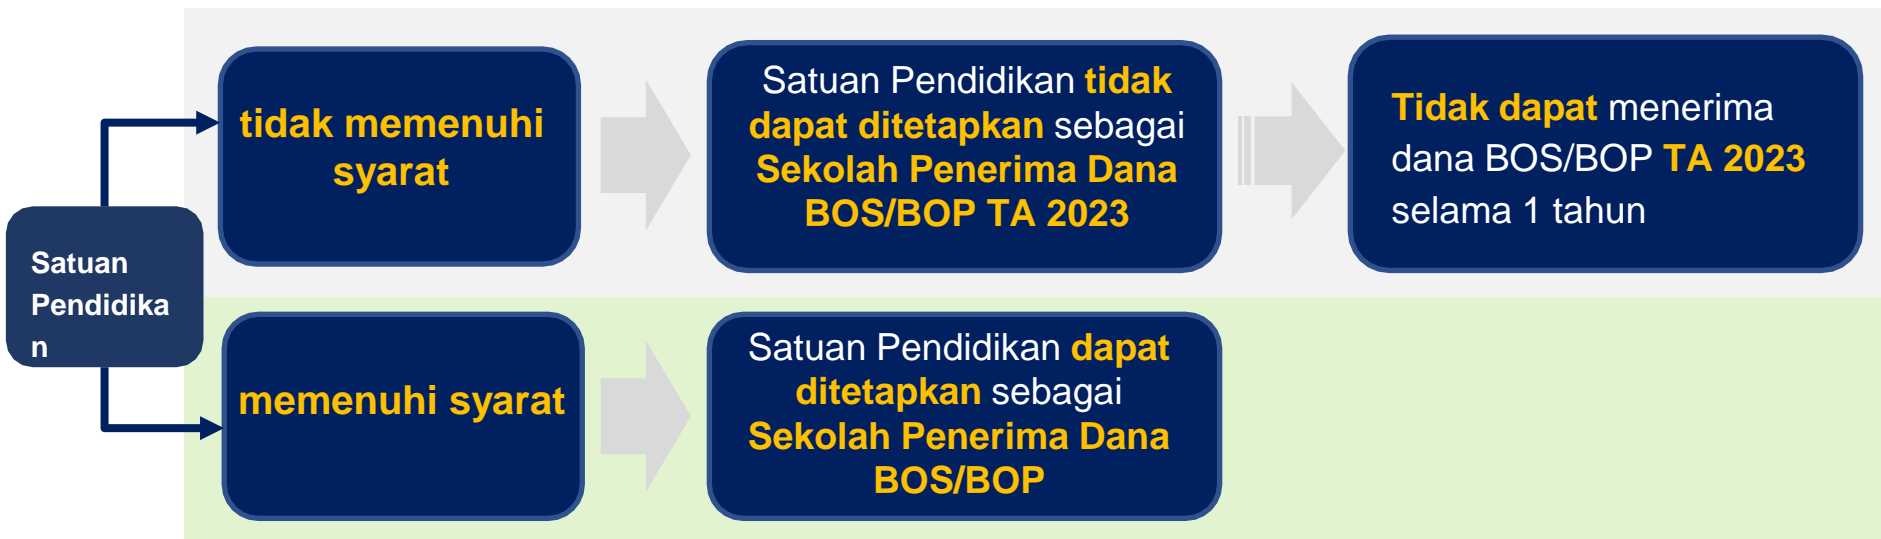 Satuan
Pendidika
n
tidak memenuhi
syarat
Satuan Pendidikan tidak
dapat ditetapkan sebagai
Sekolah Penerima Dana
BOS/BOP TA 2023
Tidak dapat menerima
dana BOS/BOP TA 2023
selama 1 tahun
memenuhi syarat
Satuan Pendidikan dapat
ditetapkan sebagai
Sekolah Penerima Dana
BOS/BOP